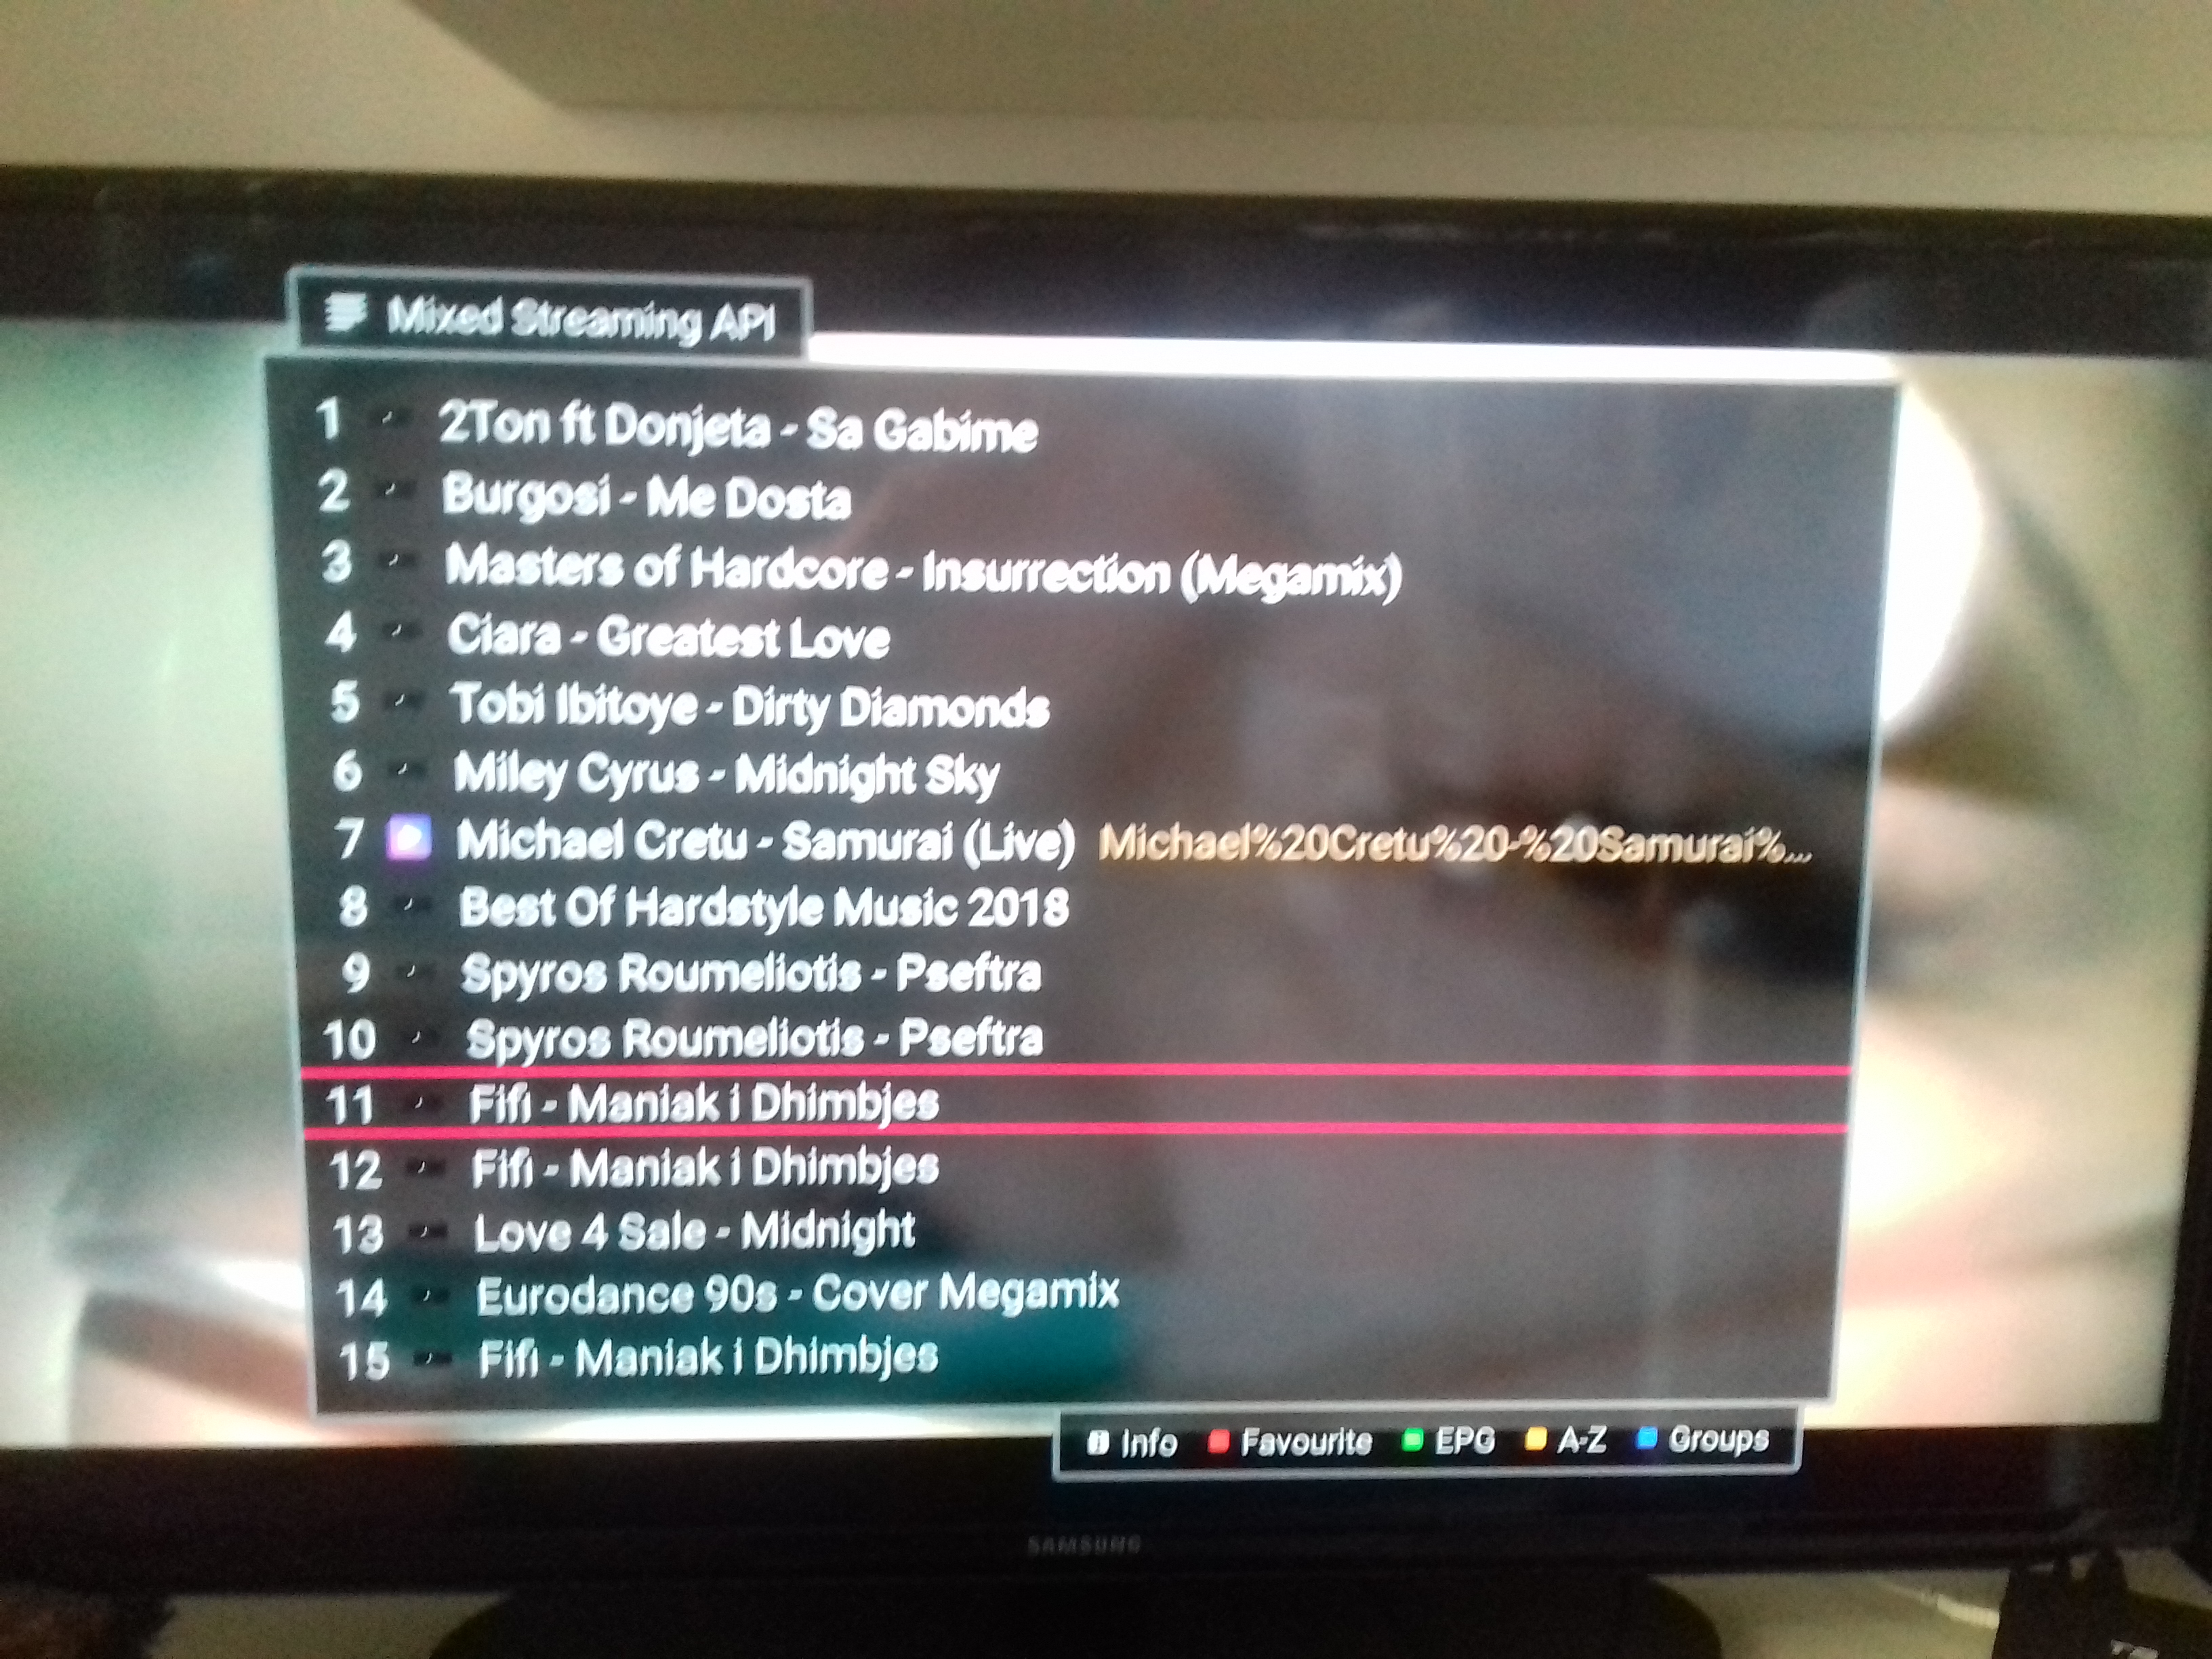 Mixed Streaming API
1 2Ton ft Donjeta - Sa Gabime
2 Burgosi - Me Dosta
3 Masters of Hardcore - Insurrection (Megamix)
4 Ciara - Greatest Love
5 Tobi Ibitoye - Dirty Diamonds
6 Miley Cyrus - Midnight Sky
7 Michael Cretu - Samurai (Live) Michael%20Cretu%20-%20Samurai%...
8 Best Of Hardstyle Music 2018
9 Spyros Roumeliotis - Pseftra
10 Spyros Roumeliotis - Pseftra
11 Fifi - Maniak i Dhimbjes
12 Fifi - Maniak i Dhimbjes
13 Love 4 Sale - Midnight
14 Eurodance 90s - Cover Megamix
15 Fifi - Maniak i Dhimbjes
Info Favourite EPG A-Z Groups
SAMSUNG